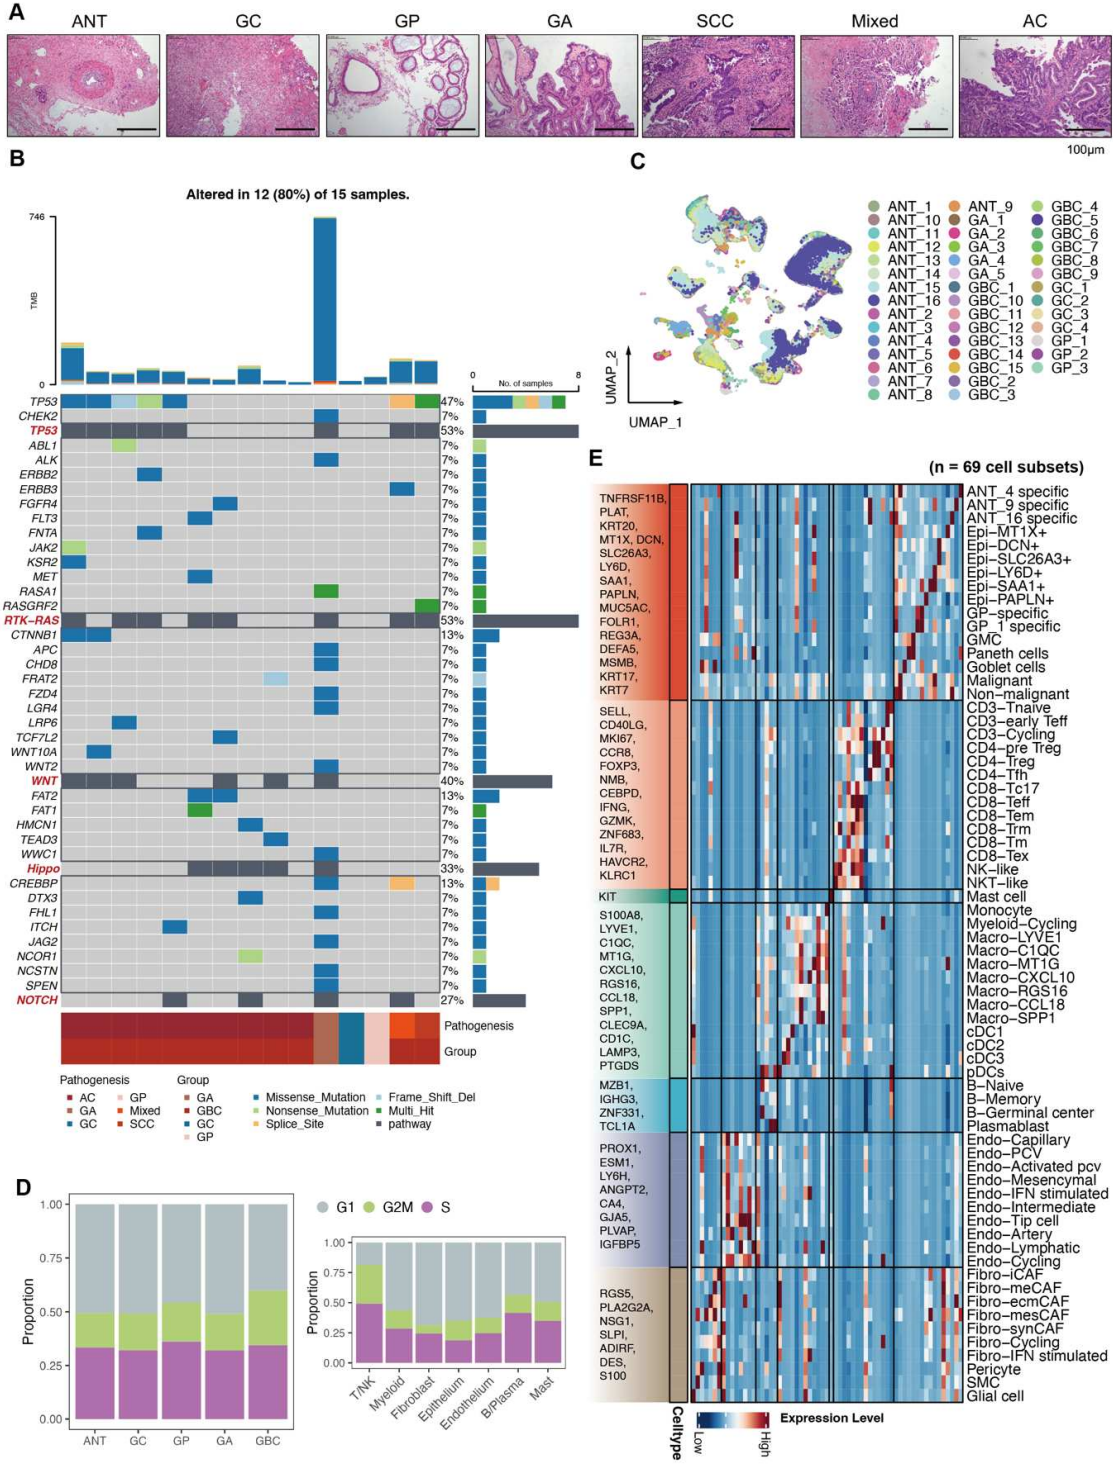 A
ANT GC GP GA SCC Mixed AC
100μm
B
Altered in 12 (80%) of 15 samples.
746
TMB
0
0 8
No. of samples
TP53 47%
CHEK2 7%
TP53 53%
ABL1 7%
ALK 7%
ERBB2 7%
ERBB3 7%
FGFR4 7%
FLT3 7%
FNTA 7%
JAK2 7%
KSR2 7%
MET 7%
RASA1 7%
RASGRF2 7%
RTK−RAS 53%
CTNNB1 13%
APC 7%
CHD8 7%
FRAT2 7%
FZD4 7%
LGR4 7%
LRP6 7%
TCF7L2 7%
WNT10A 7%
WNT2 7%
WNT 40%
FAT2 13%
FAT1 7%
HMCN1 7%
TEAD3 7%
WWC1 7%
Hippo 33%
CREBBP 13%
DTX3 7%
FHL1 7%
ITCH 7%
JAG2 7%
NCOR1 7%
NCSTN 7%
SPEN 7%
NOTCH 27%
Pathogenesis
Group
Pathogenesis
AC GP
GA Mixed
GC SCC
Group
GA
GBC
GC
GP
Missense_Mutation Frame_Shift_Del
Nonsense_Mutation Multi_Hit
Splice_Site pathway
C
UMAP_2
UMAP_1
ANT_1 ANT_9 GBC_4
ANT_10 GA_1 GBC_5
ANT_11 GA_2 GBC_6
ANT_12 GA_3 GBC_7
ANT_13 GA_4 GBC_8
ANT_14 GA_5 GBC_9
ANT_15 GBC_1 GC_1
ANT_16 GBC_10 GC_2
ANT_2 GBC_11 GC_3
ANT_3 GBC_12 GC_4
ANT_4 GBC_13 GP_1
ANT_5 GBC_14 GP_2
ANT_6 GBC_15 GP_3
ANT_7 GBC_2
ANT_8 GBC_3
D
Proportion
1.00
0.75
0.50
0.25
0.00
ANT GC GP GA GBC
G1 G2M S
Proportion
1.00
0.75
0.50
0.25
0.00
T/NK Myeloid Fibroblast Epithelium Endothelium B/Plasma Mast
E
(n = 69 cell subsets)
TNFRSF11B,
PLAT,
KRT20,
MT1X, DCN,
SLC26A3,
LY6D,
SAA1,
PAPLN,
MUC5AC,
FOLR1,
REG3A,
DEFA5,
MSMB,
KRT17,
KRT7
ANT_4 specific
ANT_9 specific
ANT_16 specific
Epi−MT1X+
Epi−DCN+
Epi−SLC26A3+
Epi−LY6D+
Epi−SAA1+
Epi−PAPLN+
GP−specific
GP_1 specific
GMC
Paneth cells
Goblet cells
Malignant
Non−malignant
SELL,
CD40LG,
MKI67,
CCR8,
FOXP3,
NMB,
CEBPD,
IFNG,
GZMK,
ZNF683,
IL7R,
HAVCR2,
KLRC1
CD3−Tnaive
CD3−early Teff
CD3−Cycling
CD4−pre Treg
CD4−Treg
CD4−Tfh
CD8−Tc17
CD8−Teff
CD8−Tem
CD8−Trm
CD8−Tm
CD8−Tex
NK−like
NKT−like
KIT
Mast cell
S100A8,
LYVE1,
C1QC,
MT1G,
CXCL10,
RGS16,
CCL18,
SPP1,
CLEC9A,
CD1C,
LAMP3,
PTGDS
Monocyte
Myeloid−Cycling
Macro−LYVE1
Macro−C1QC
Macro−MT1G
Macro−CXCL10
Macro−RGS16
Macro−CCL18
Macro−SPP1
cDC1
cDC2
cDC3
pDCs
MZB1,
IGHG3,
ZNF331,
TCL1A
B−Naive
B−Memory
B−Germinal center
Plasmablast
PROX1,
ESM1,
LY6H,
ANGPT2,
CA4,
GJA5,
PLVAP,
IGFBP5
Endo−Capillary
Endo−PCV
Endo−Activated pcv
Endo−Mesencymal
Endo−IFN stimulated
Endo−Intermediate
Endo−Tip cell
Endo−Artery
Endo−Lymphatic
Endo−Cycling
RGS5,
PLA2G2A,
NSG1,
SLPI,
ADIRF,
DES,
S100
Fibro−iCAF
Fibro−meCAF
Fibro−ecmCAF
Fibro−mesCAF
Fibro−synCAF
Fibro−Cycling
Fibro−IFN stimulated
Pericyte
SMC
Glial cell
Celltype
Low High
Expression Level